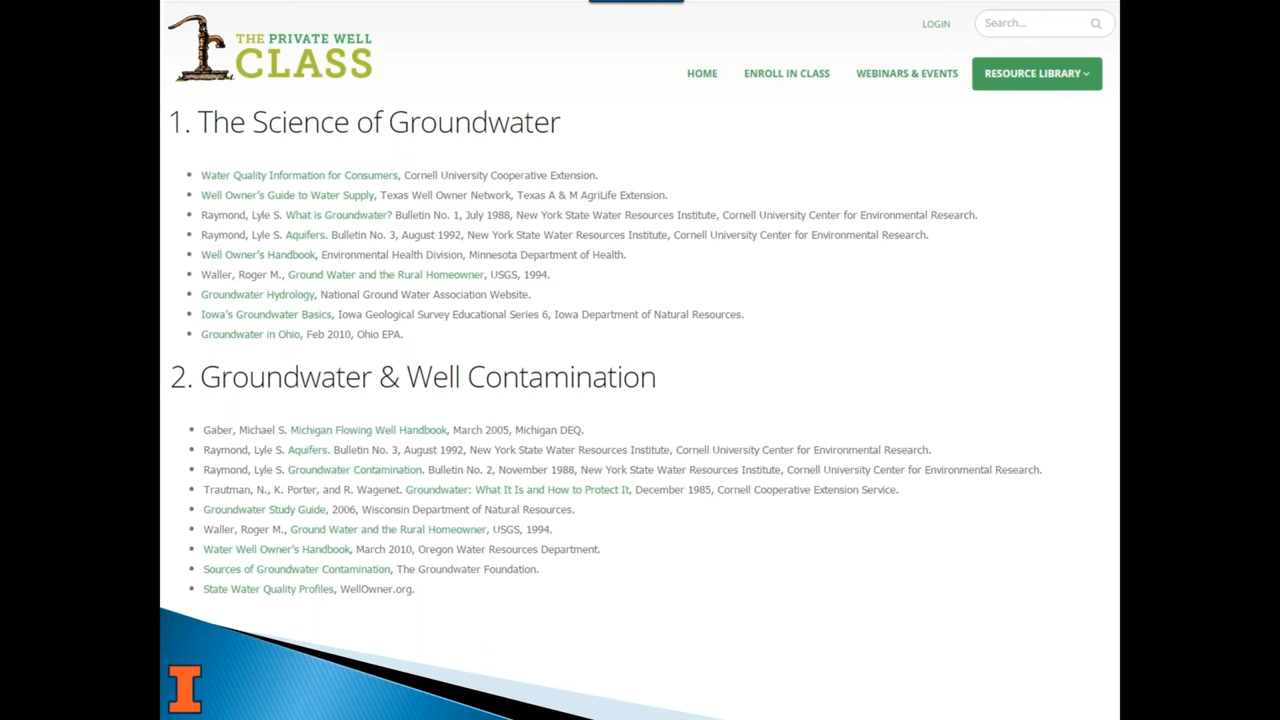 LOGIN
Search...
THE PRIVATE WELL
CLASS
HOME
ENROLL IN CLASS
WEBINARS & EVENTS
RESOURCE LIBRARY
1. The Science of Groundwater
Water Quality Information for Consumers, Cornell University Cooperative Extension.
Well Owner's Guide to Water Supply, Texas Well Owner Network, Texas A & M AgriLife Extension.
Raymond, Lyle S. What is Groundwater? Bulletin No. 1, July 1988, New York State Water Resources Institute, Cornell University Center for Environmental Research.
Raymond, Lyle S. Aquifers. Bulletin No. 3, August 1992, New York State Water Resources Institute, Cornell University Center for Environmental Research.
Well Owner's Handbook, Environmental Health Division, Minnesota Department of Health.
Waller, Roger M., Ground Water and the Rural Homeowner, USGS, 1994.
Groundwater Hydrology, National Ground Water Association Website.
Iowa's Groundwater Basics, Iowa Geological Survey Educational Series 6, Iowa Department of Natural Resources.
Groundwater in Ohio, Feb 2010, Ohio EPA.
2. Groundwater & Well Contamination
Gaber, Michael S. Michigan Flowing Well Handbook, March 2005, Michigan DEQ.
Raymond, Lyle S. Aquifers. Bulletin No. 3, August 1992, New York State Water Resources Institute, Cornell University Center for Environmental Research.
Raymond, Lyle S. Groundwater Contamination. Bulletin No. 2, November 1988, New York State Water Resources Institute, Cornell University Center for Environmental Research.
Trautman, N., K. Porter, and R. Wagenet. Groundwater: What It Is and How to Protect It, December 1985, Cornell Cooperative Extension Service.
Groundwater Study Guide, 2006, Wisconsin Department of Natural Resources.
Waller, Roger M., Ground Water and the Rural Homeowner, USGS, 1994.
Water Well Owner's Handbook, March 2010, Oregon Water Resources Department.
Sources of Groundwater Contamination, The Groundwater Foundation.
State Water Quality Profiles, WellOwner.org.
I